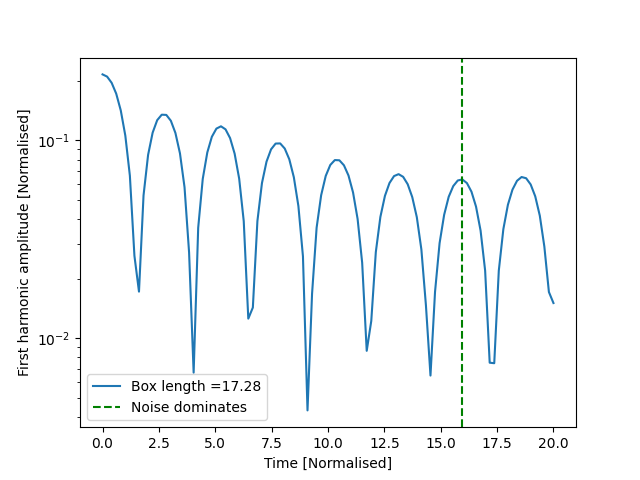 First harmonic amplitude [Normalised]
10⁻¹
10⁻²
Box length =17.28
Noise dominates
0.0 2.5 5.0 7.5 10.0 12.5 15.0 17.5 20.0
Time [Normalised]